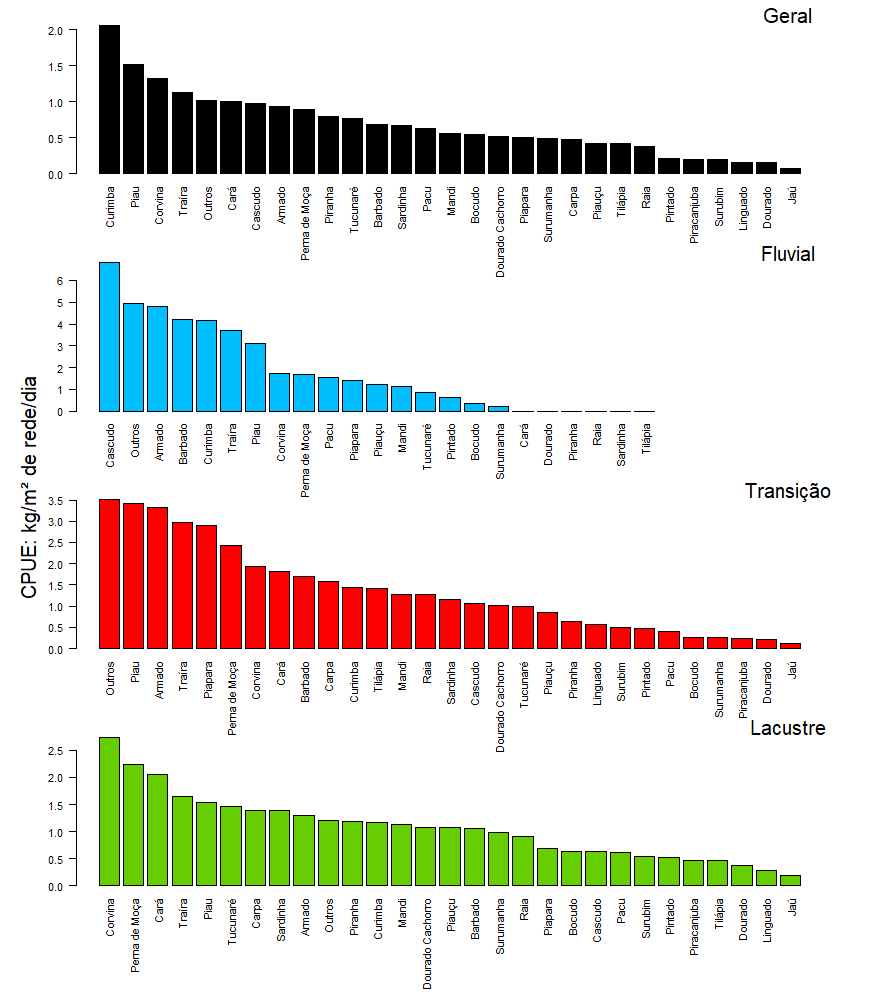 CPUE: kg/m² de rede/dia
Geral
2.0
1.5
1.0
0.5
0.0
Curimba
Piau
Corvina
Traíra
Outros
Cará
Cascudo
Armado
Perna de Moça
Piranha
Tucunaré
Barbado
Sardinha
Pacu
Mandi
Bocudo
Dourado Cachorro
Piapara
Surumanha
Carpa
Piauçu
Tilápia
Raia
Pintado
Piracanjuba
Surubim
Linguado
Dourado
Jaú
Fluvial
6
5
4
3
2
1
0
Cascudo
Outros
Armado
Barbado
Curimba
Traíra
Piau
Corvina
Perna de Moça
Pacu
Piapara
Piauçu
Mandi
Tucunaré
Pintado
Bocudo
Surumanha
Cará
Dourado
Piranha
Raia
Sardinha
Tilápia
Transição
3.5
3.0
2.5
2.0
1.5
1.0
0.5
0.0
Outros
Piau
Armado
Traíra
Piapara
Perna de Moça
Corvina
Cará
Barbado
Carpa
Curimba
Tilápia
Mandi
Raia
Sardinha
Cascudo
Dourado Cachorro
Tucunaré
Piauçu
Piranha
Linguado
Surubim
Pintado
Pacu
Bocudo
Surumanha
Piracanjuba
Dourado
Jaú
Lacustre
2.5
2.0
1.5
1.0
0.5
0.0
Corvina
Perna de Moça
Cará
Traíra
Piau
Tucunaré
Carpa
Sardinha
Armado
Outros
Piranha
Curimba
Mandi
Dourado Cachorro
Piauçu
Barbado
Surumanha
Raia
Piapara
Bocudo
Cascudo
Pacu
Surubim
Pintado
Piracanjuba
Tilápia
Dourado
Linguado
Jaú